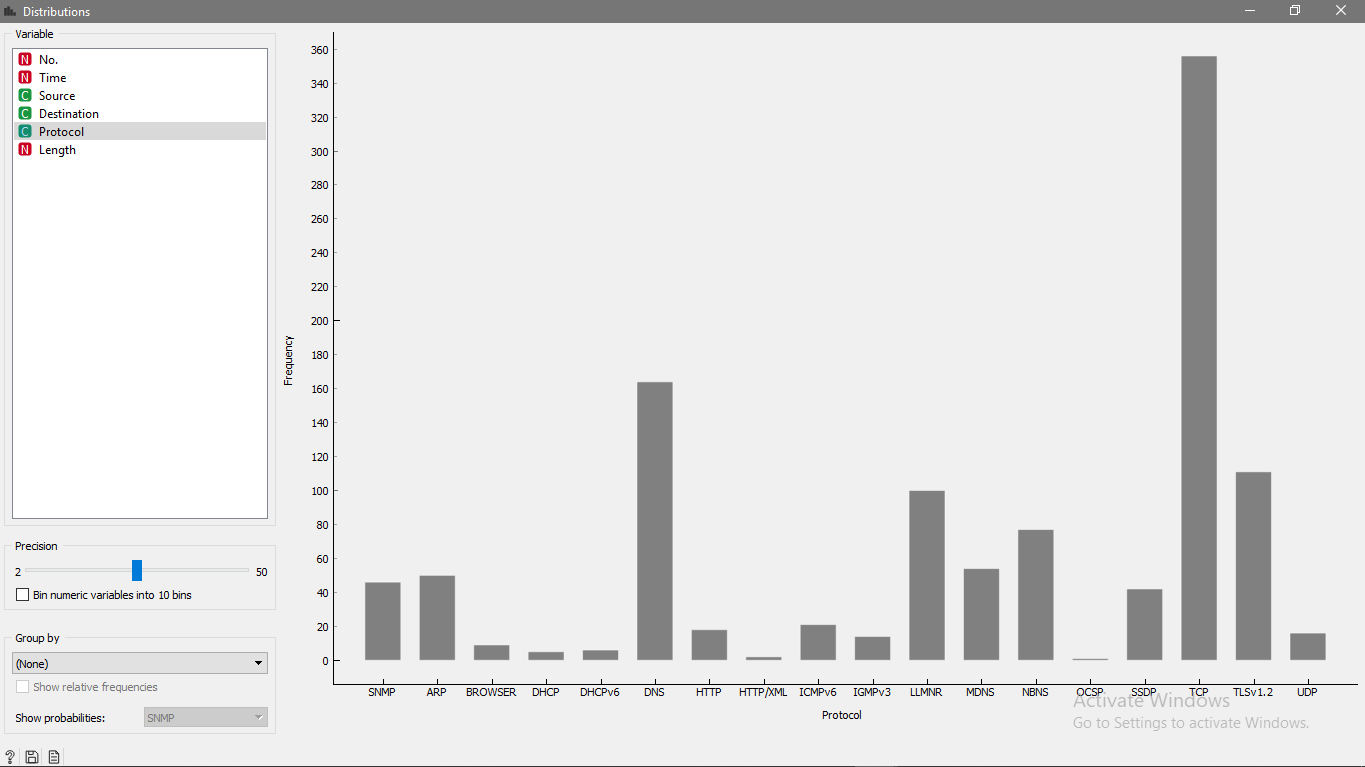 Distributions
Variable
N No.
N Time
C Source
C Destination
C Protocol
N Length
Precision
2 50
Bin numeric variables into 10 bins
Group by
(None)
Show relative frequencies
Show probabilities: SNMP
?
Frequency
360
340
320
300
280
260
240
220
200
180
160
140
120
100
80
60
40
20
0
SNMP ARP BROWSER DHCP DHCPv6 DNS HTTP HTTP/XML ICMPv6 IGMPv3 LLMNR MDNS NBNS OCSP SSDP TCP TLSv1.2 UDP
Protocol
Activate Windows
Go to Settings to activate Windows.